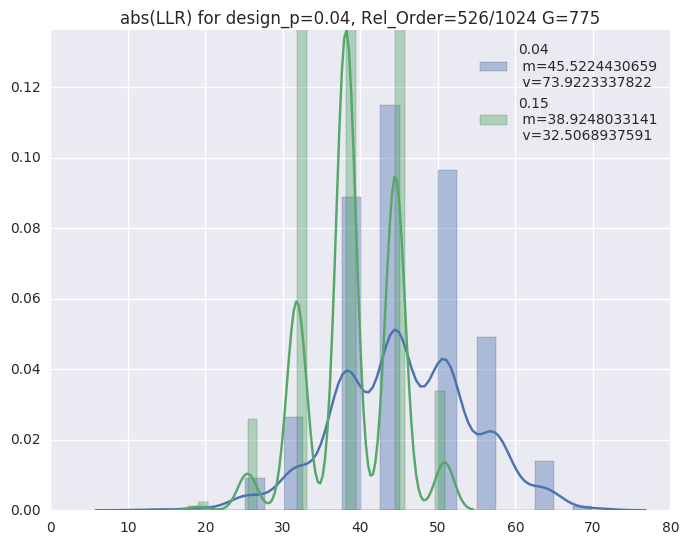 abs(LLR) for design_p=0.04, Rel_Order=526/1024 G=775
0.04
m=45.5224430659
v=73.9223337822
0.15
m=38.9248033141
v=32.5068937591
0.12
0.10
0.08
0.06
0.04
0.02
0.00
0 10 20 30 40 50 60 70 80